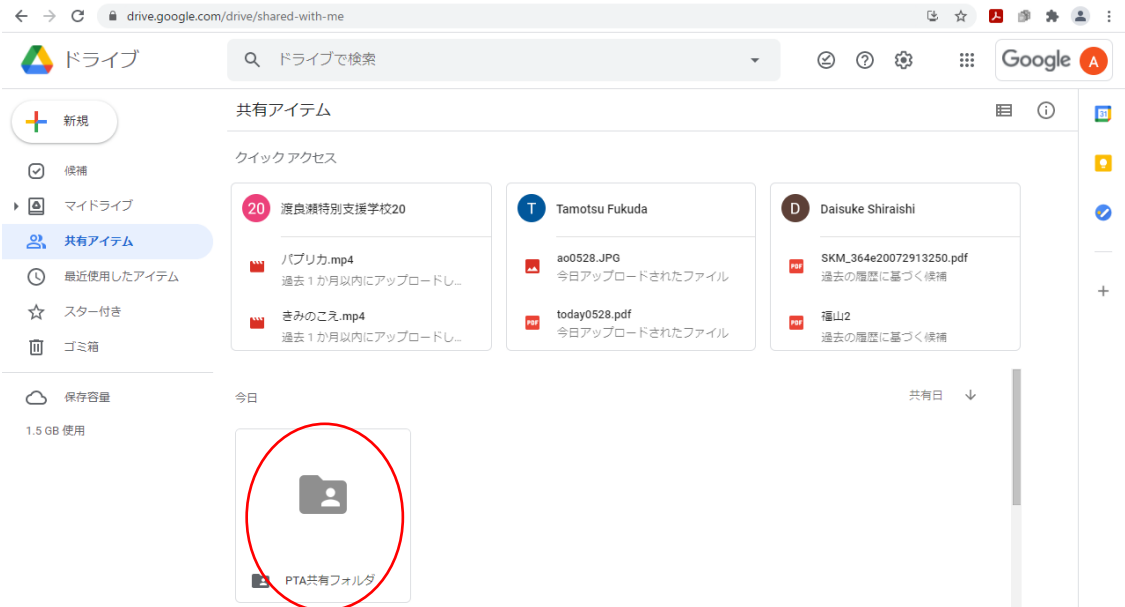 drive.google.com/drive/shared-with-me
ドライブ
ドライブで検索
Google
A
新規
共有アイテム
31
候補
マイドライブ
共有アイテム
最近使用したアイテム
スター付き
ゴミ箱
保存容量
1.5 GB 使用
クイック アクセス
20
渡良瀬特別支援学校20
パプリカ.mp4
過去 1 か月以内にアップロードし...
きみのこえ.mp4
過去 1 か月以内にアップロードし...
T
Tamotsu Fukuda
ao0528.JPG
今日アップロードされたファイル
PDF
today0528.pdf
今日アップロードされたファイル
D
Daisuke Shiraishi
PDF
SKM_364e20072913250.pdf
過去の履歴に基づく候補
PDF
福山2
過去の履歴に基づく候補
今日
共有日
PTA共有フォルダ